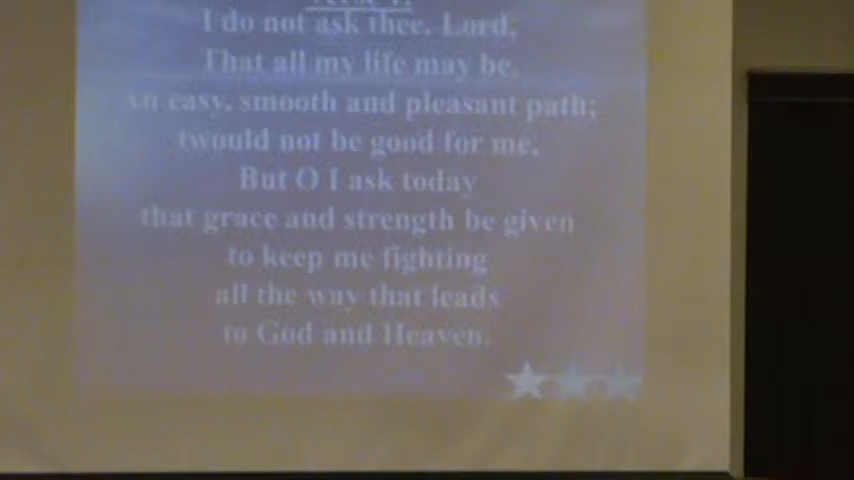 Verse 1:
I do not ask thee, Lord,
That all my life may be,
An easy, smooth and pleasant path;
twould not be good for me.
But O I ask today
that grace and strength be given
to keep me fighting
all the way that leads
to God and Heaven.